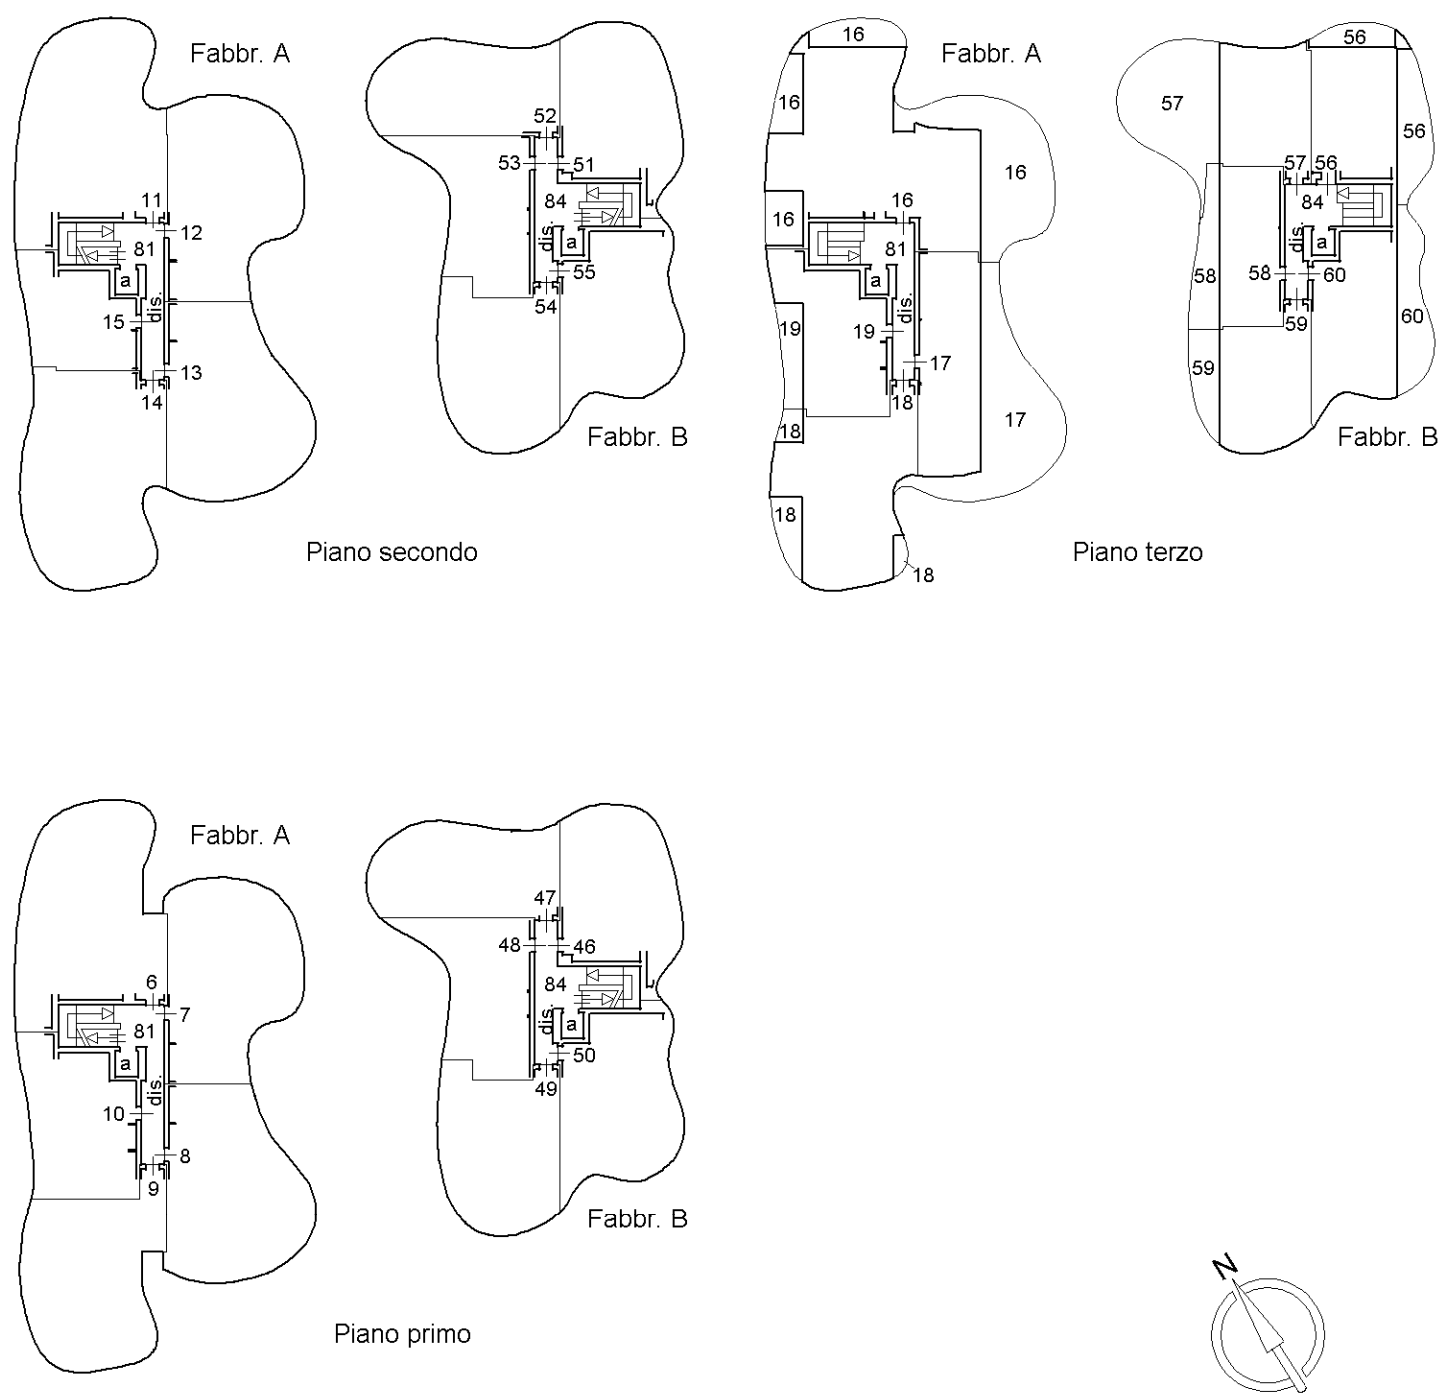 Fabbr. A
52
53
51
84
dis.
a
55
54
Fabbr. B
11
12
81
a
dis.
15
13
14
Piano secondo
16
Fabbr. A
16
16
16
16
81
a
dis.
19
19
17
18
17
18
18
18
56
57
56
57
56
84
dis.
a
58
58
60
60
59
59
Fabbr. B
Piano terzo
Fabbr. A
6
7
81
a
dis.
10
8
9
47
48
46
84
dis.
a
50
49
Fabbr. B
Piano primo
N